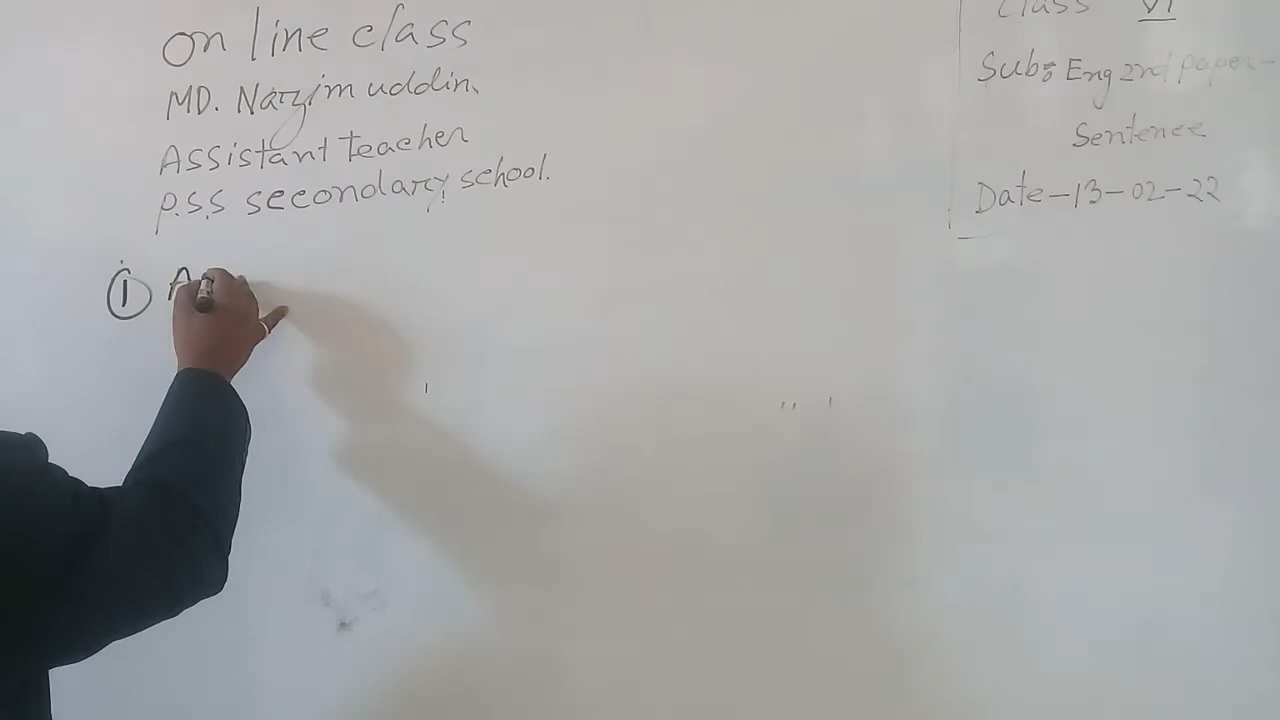 On line class
MD. Nazim uddin.
Assistant teacher
P.S.S secondary school.
Class VI
Sub: Eng 2nd paper-
Sentence
Date-13-02-22
(i) A